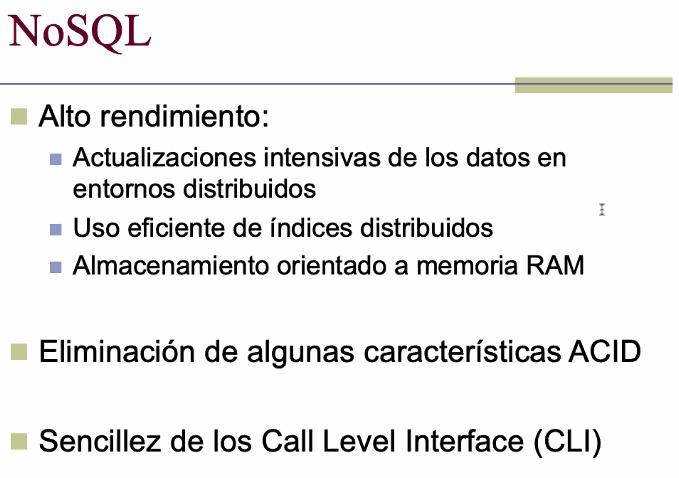 NoSQL
Alto rendimiento:
Actualizaciones intensivas de los datos en
entornos distribuidos
Uso eficiente de índices distribuidos
Almacenamiento orientado a memoria RAM
Eliminación de algunas características ACID
Sencillez de los Call Level Interface (CLI)